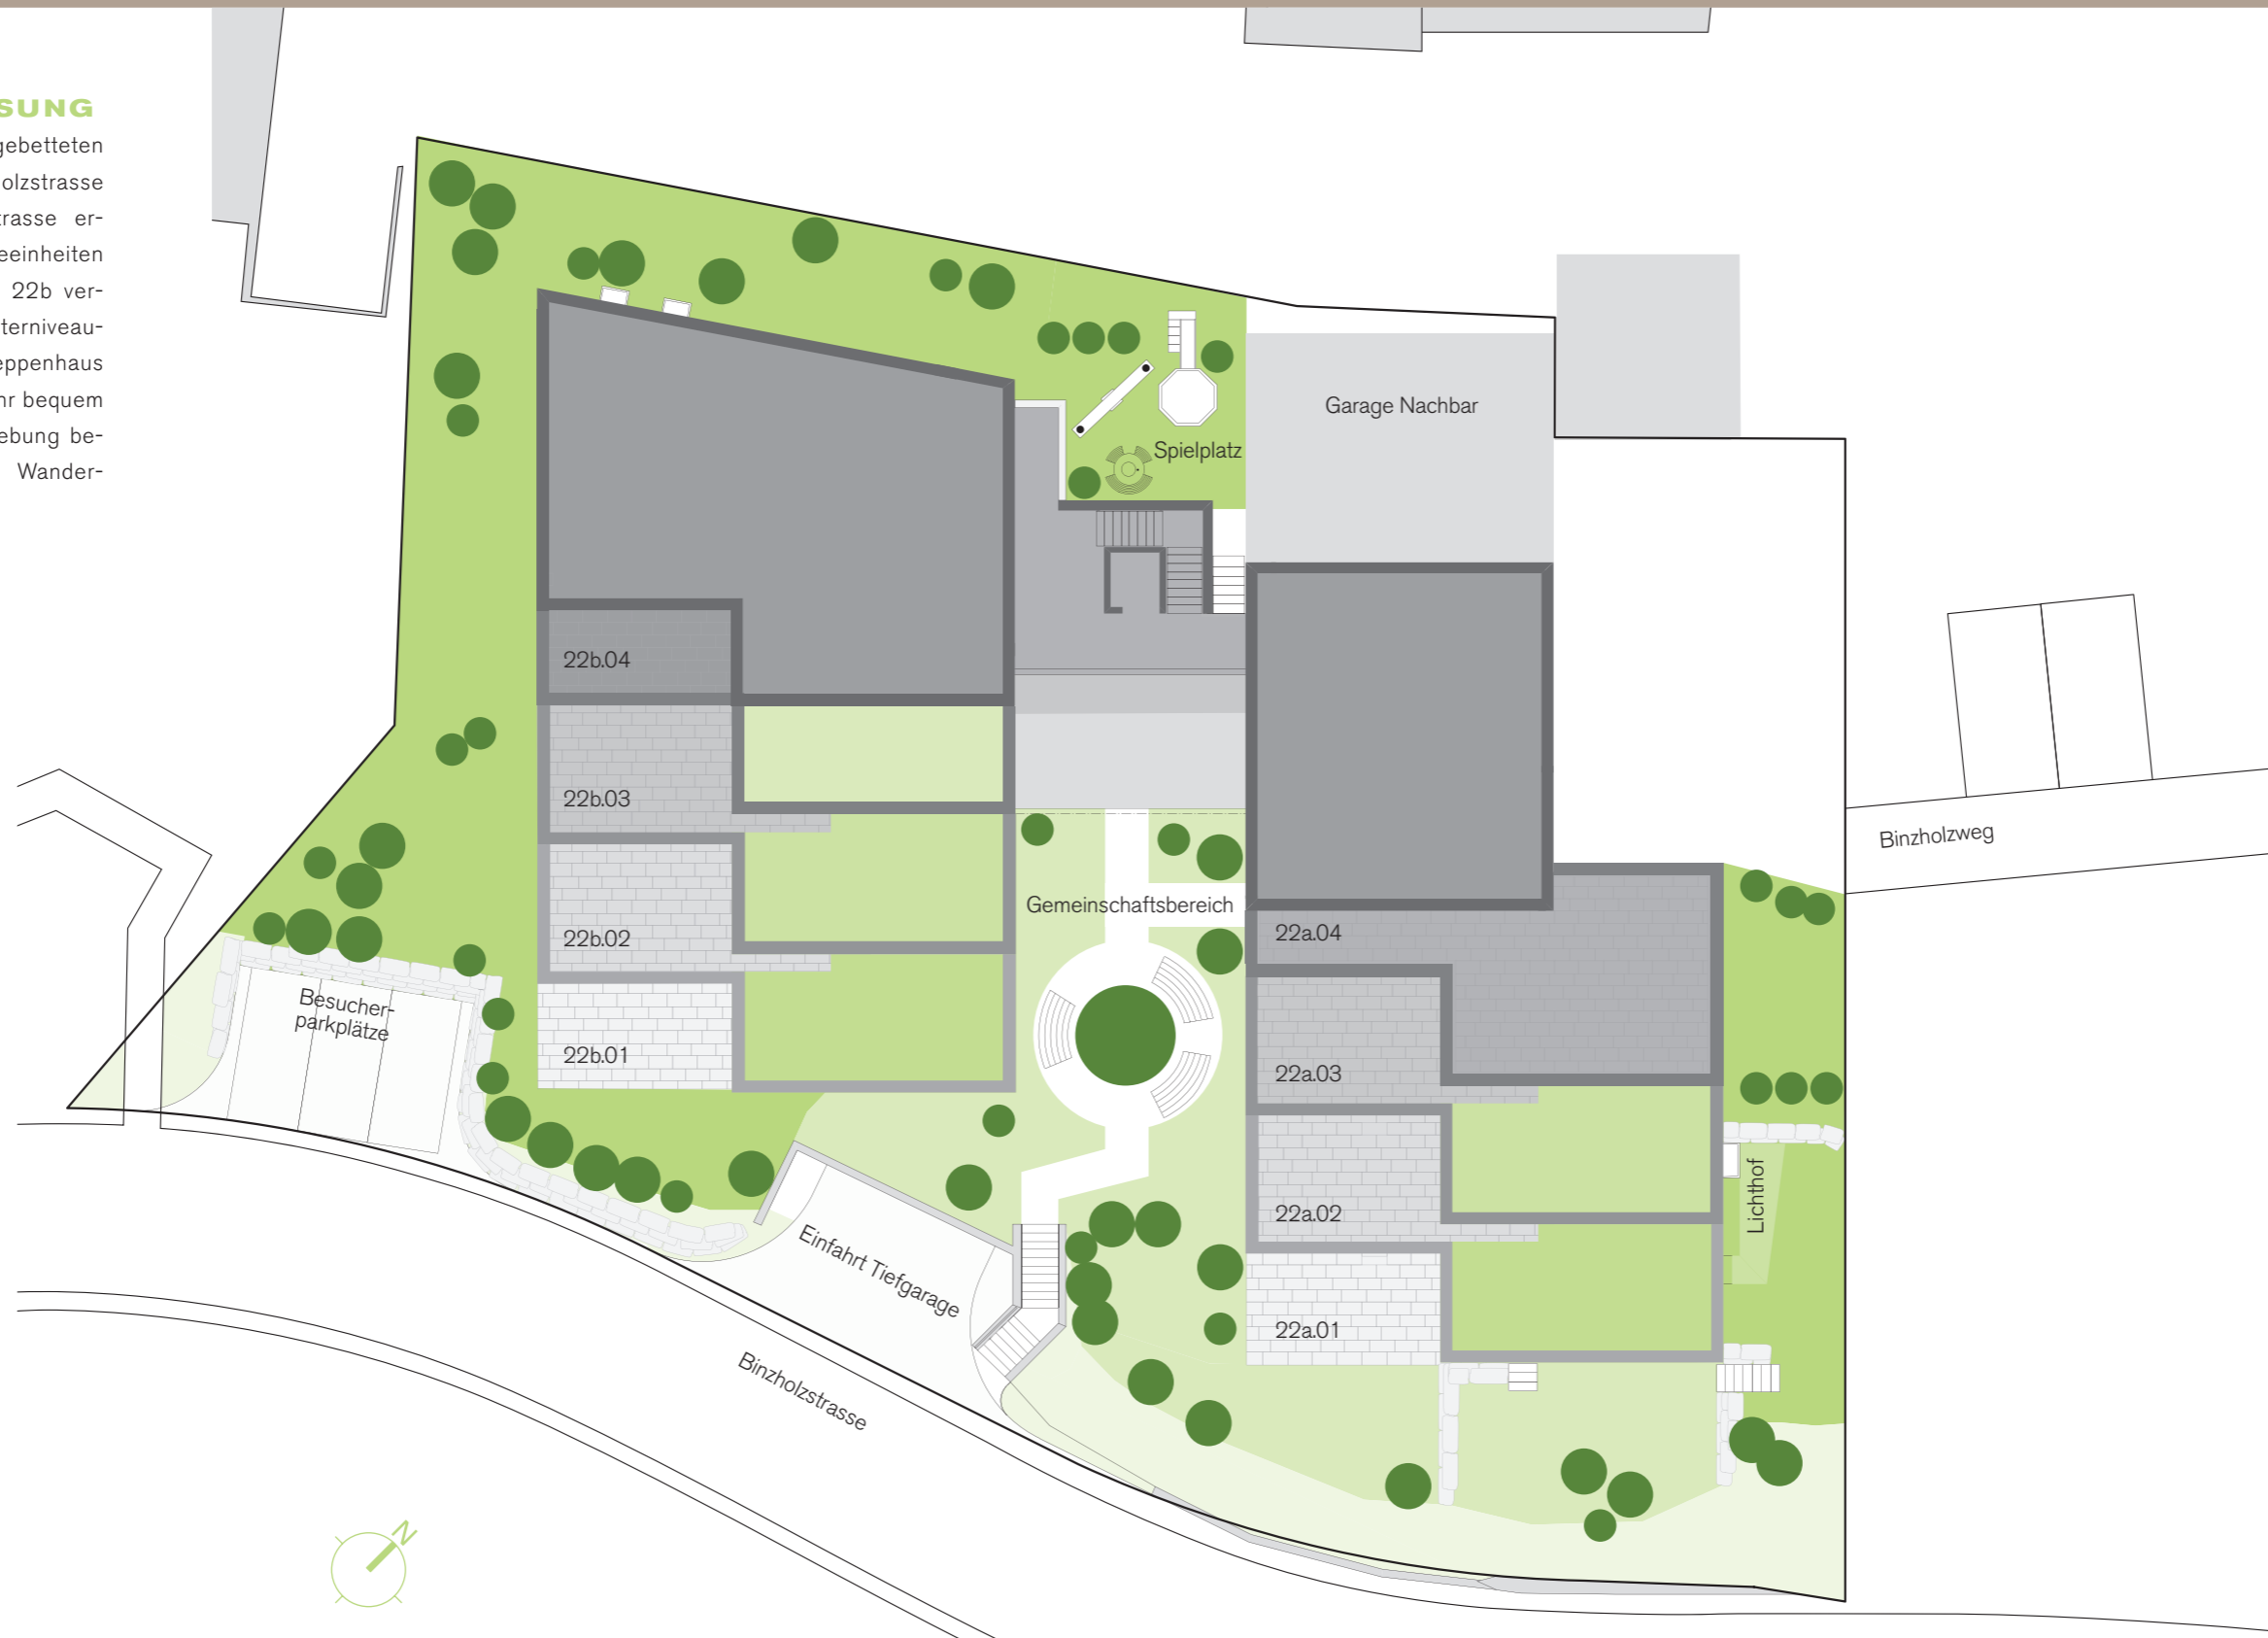 SUNG
gebetteten
olzstrasse
trasse er-
eeinheiten
22b ver-
terniveau-
eppenhaus
hr bequem
ebung be-
Wander-
Garage Nachbar
Spielplatz
22b.04
22b.03
22b.02
22b.01
Gemeinschaftsbereich
22a.04
22a.03
22a.02
22a.01
Binzholzweg
Besucher-
parkplätze
Lichthof
Einfahrt Tiefgarage
Binzholzstrasse
N